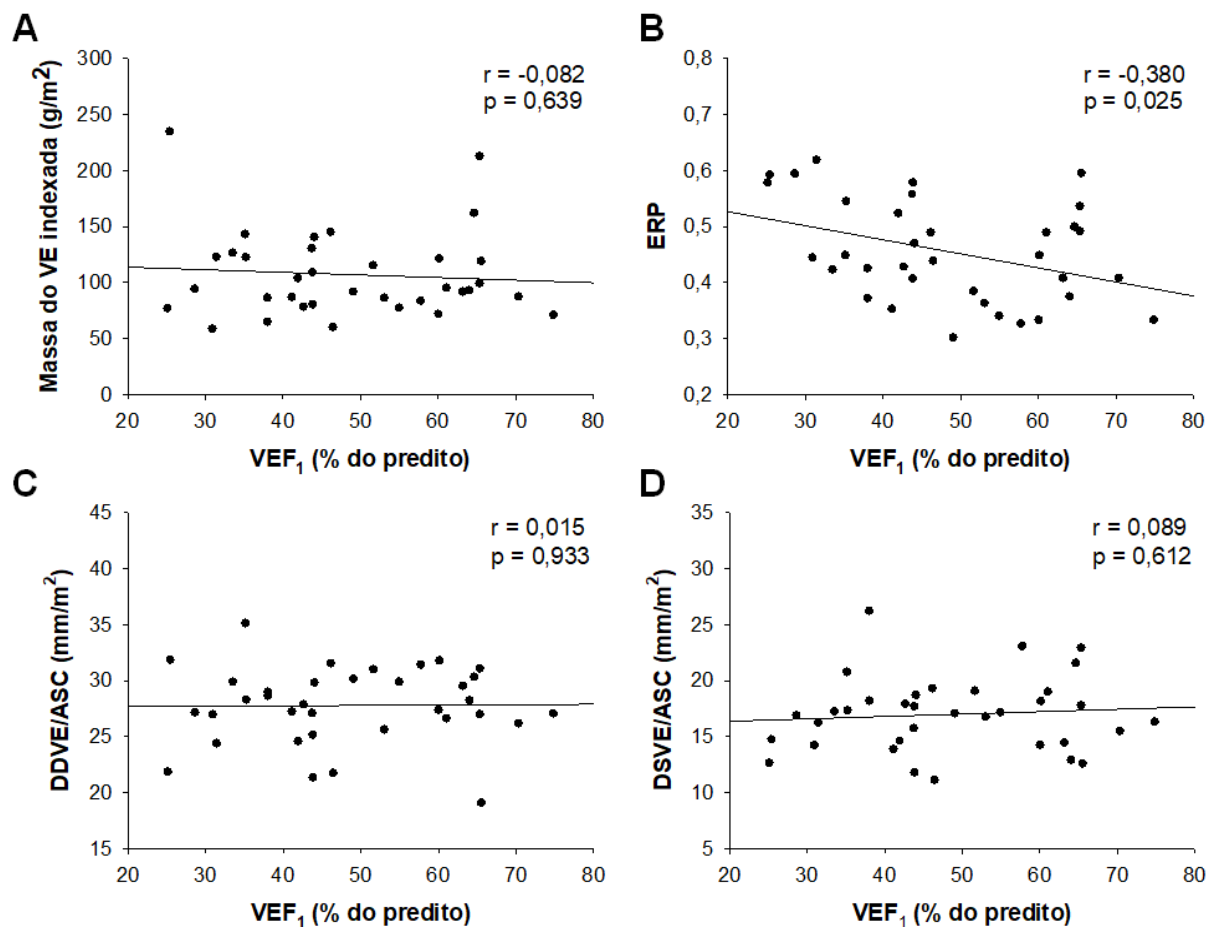 A
r = -0,082
p = 0,639
Massa do VE indexada (g/m²)
300
250
200
150
100
50
0
20 30 40 50 60 70 80
VEF₁ (% do predito)
B
r = -0,380
p = 0,025
ERP
0,8
0,7
0,6
0,5
0,4
0,3
0,2
20 30 40 50 60 70 80
VEF₁ (% do predito)
C
r = 0,015
p = 0,933
DDVE/ASC (mm/m²)
45
40
35
30
25
20
15
20 30 40 50 60 70 80
VEF₁ (% do predito)
D
r = 0,089
p = 0,612
DSVE/ASC (mm/m²)
35
30
25
20
15
10
5
20 30 40 50 60 70 80
VEF₁ (% do predito)